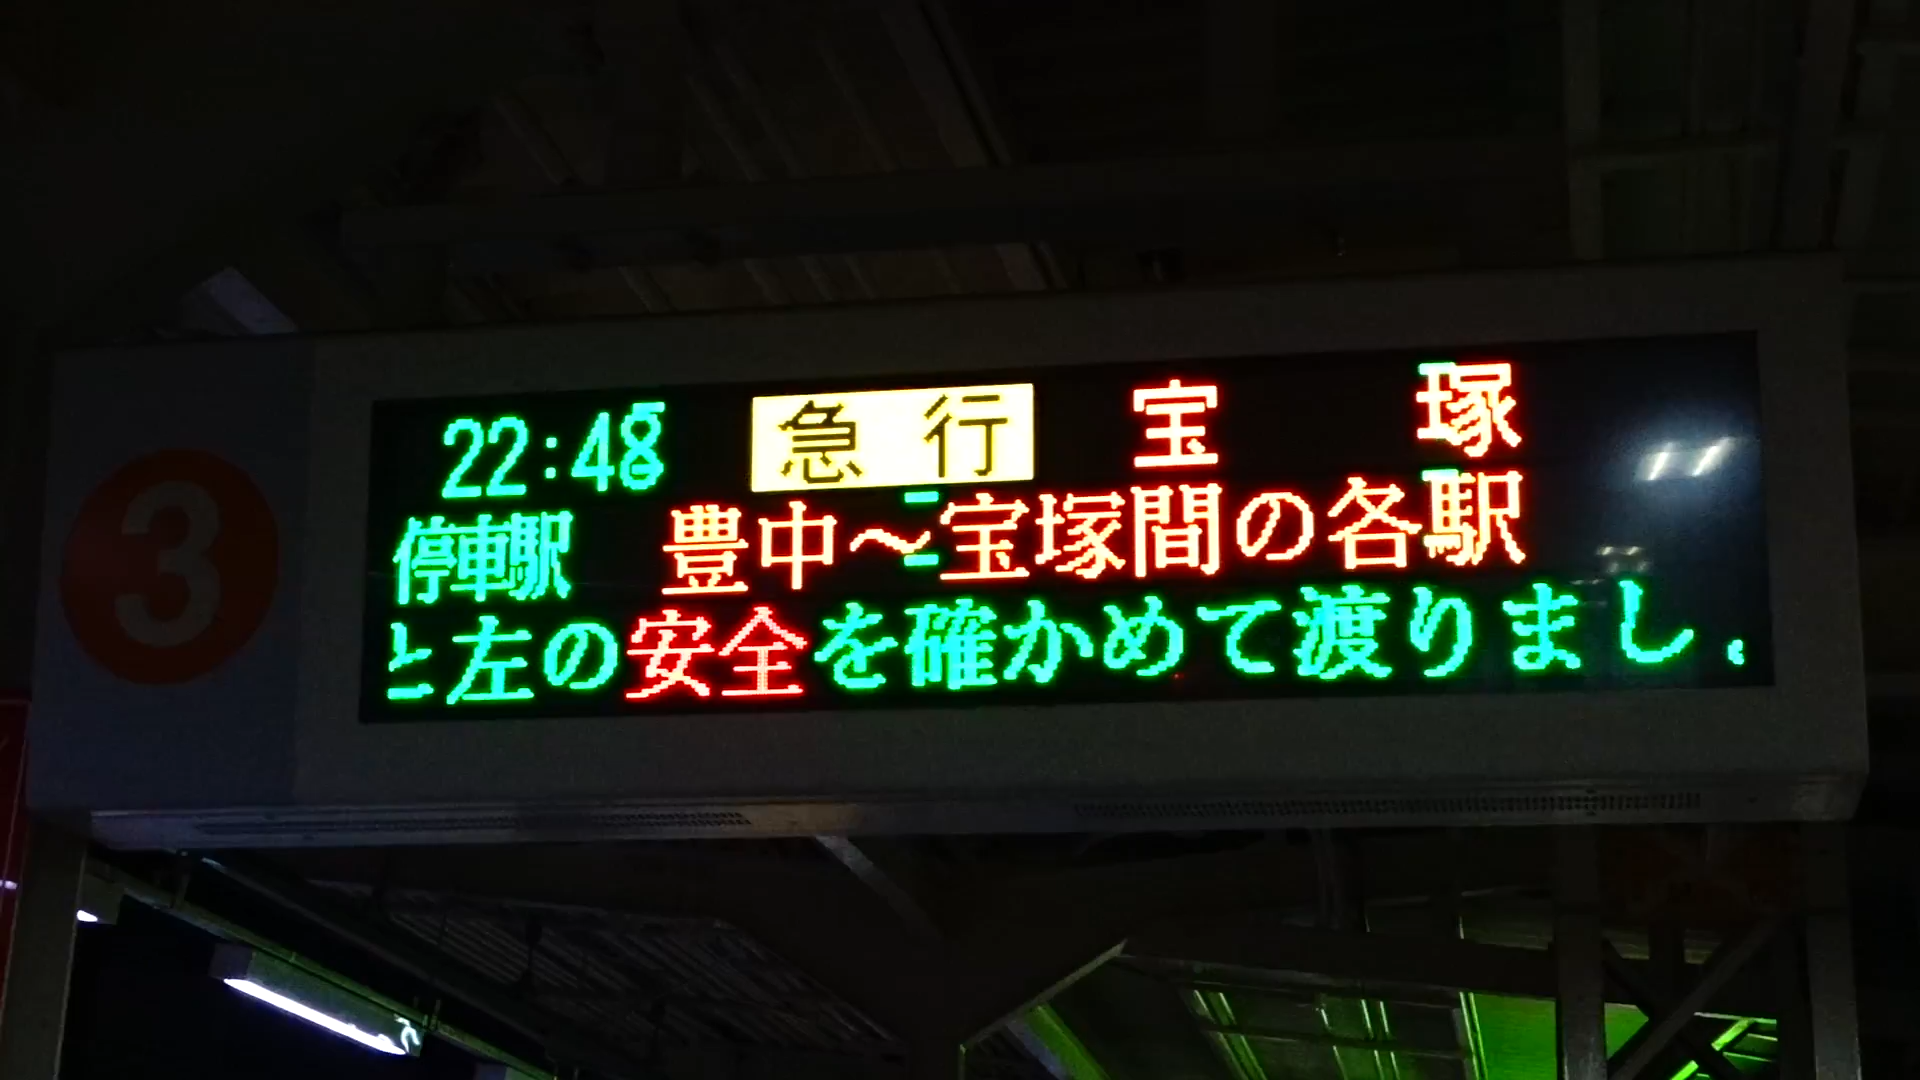 3
22:48 急行 宝塚
停車駅 豊中〜宝塚間の各駅
と左の安全を確かめて渡りまし